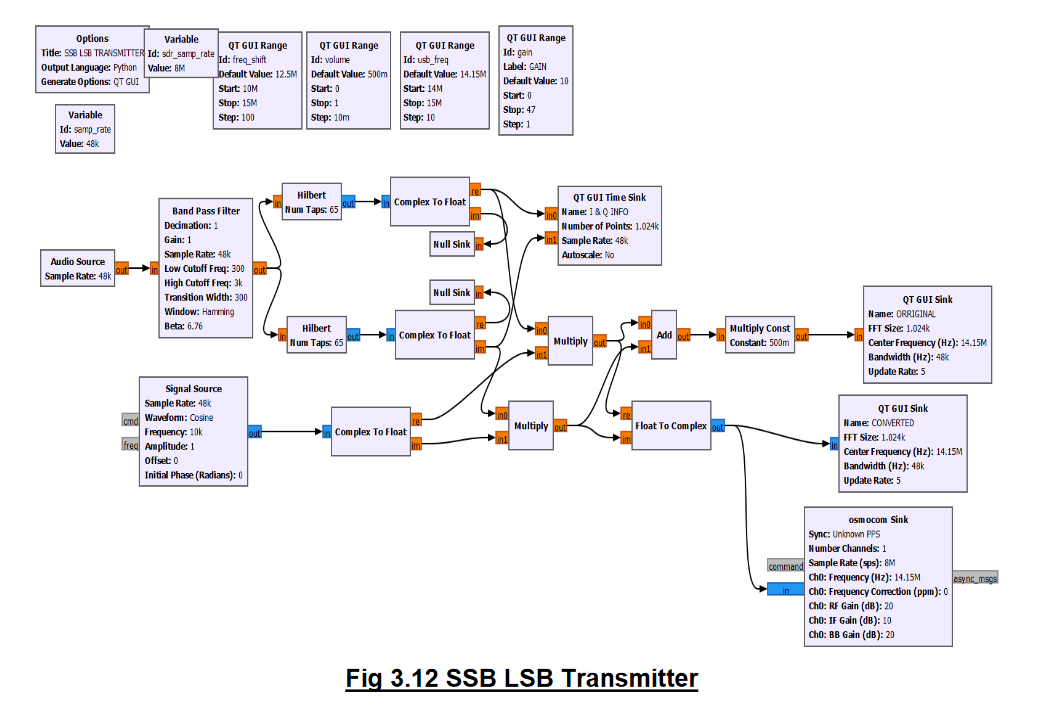 Options
Title: SSB LSB TRANSMITTER
Output Language: Python
Generate Options: QT GUI
Variable
Id: sdr_samp_rate
Value: 8M
QT GUI Range
Id: freq_shift
Default Value: 12.5M
Start: 10M
Stop: 15M
Step: 100
QT GUI Range
Id: volume
Default Value: 500m
Start: 0
Stop: 1
Step: 10m
QT GUI Range
Id: usb_freq
Default Value: 14.15M
Start: 14M
Stop: 15M
Step: 10
QT GUI Range
Id: gain
Label: GAIN
Default Value: 10
Start: 0
Stop: 47
Step: 1
Variable
Id: samp_rate
Value: 48k
Audio Source
Sample Rate: 48k
out
in
Band Pass Filter
Decimation: 1
Gain: 1
Sample Rate: 48k
Low Cutoff Freq: 300
High Cutoff Freq: 3k
Transition Width: 300
Window: Hamming
Beta: 6.76
out
in
Hilbert
Num Taps: 65
out
in
Complex To Float
re
im
Null Sink
in
in0
in1
QT GUI Time Sink
Name: I & Q INFO
Number of Points: 1.024k
Sample Rate: 48k
Autoscale: No
Null Sink
in
in
Hilbert
Num Taps: 65
out
in
Complex To Float
re
im
in0
in1
Multiply
out
in0
in1
Add
out
in
Multiply Const
Constant: 500m
out
in
QT GUI Sink
Name: ORRIGINAL
FFT Size: 1.024k
Center Frequency (Hz): 14.15M
Bandwidth (Hz): 48k
Update Rate: 5
cmd
freq
Signal Source
Sample Rate: 48k
Waveform: Cosine
Frequency: 10k
Amplitude: 1
Offset: 0
Initial Phase (Radians): 0
out
in
Complex To Float
re
im
in0
in1
Multiply
out
re
im
Float To Complex
out
in
QT GUI Sink
Name: CONVERTED
FFT Size: 1.024k
Center Frequency (Hz): 14.15M
Bandwidth (Hz): 48k
Update Rate: 5
command
in
osmocom Sink
Sync: Unknown PPS
Number Channels: 1
Sample Rate (sps): 8M
Ch0: Frequency (Hz): 14.15M
Ch0: Frequency Correction (ppm): 0
Ch0: RF Gain (dB): 20
Ch0: IF Gain (dB): 10
Ch0: BB Gain (dB): 20
async_msgs
Fig 3.12 SSB LSB Transmitter